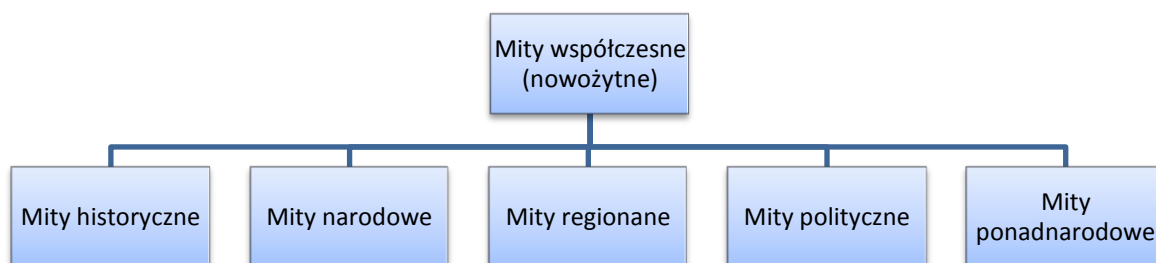 Mity współczesne
(nowożytne)
Mity historyczne
Mity narodowe
Mity regionane
Mity polityczne
Mity
ponadnarodowe